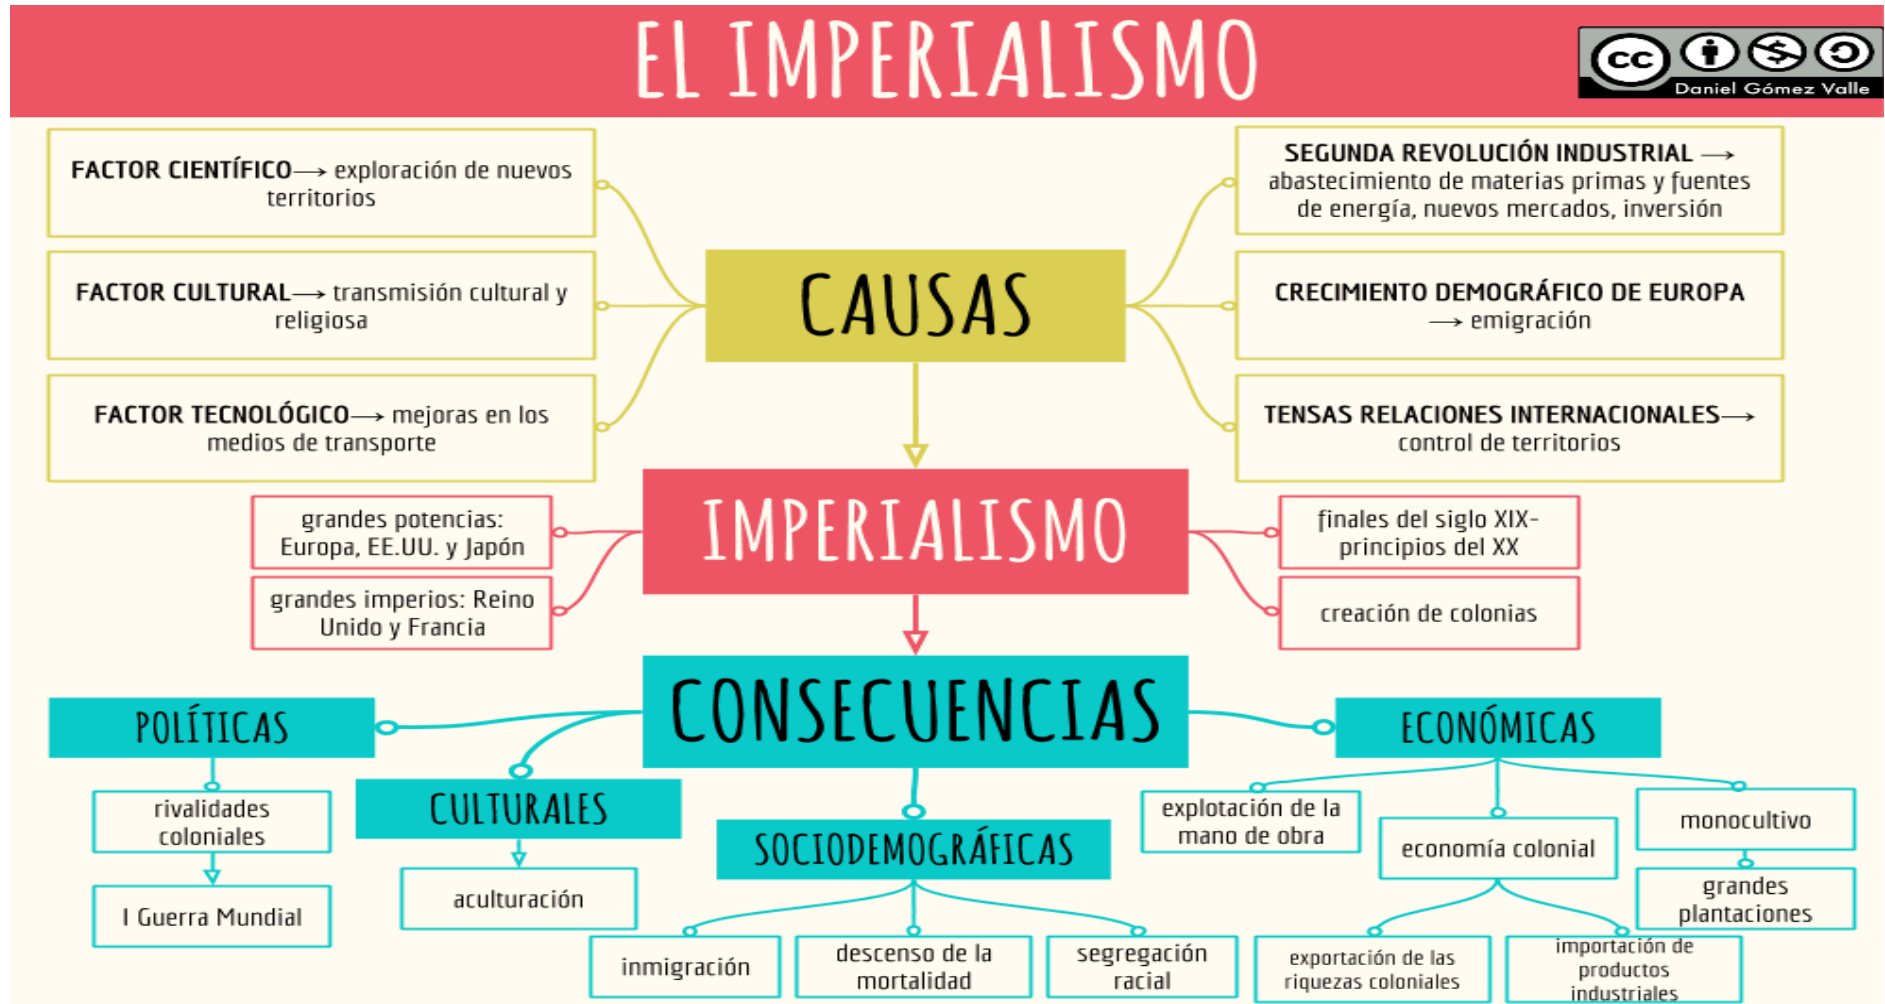 EL IMPERIALISMO
cc
Daniel Gómez Valle
FACTOR CIENTÍFICO⟶ exploración de nuevos
territorios
FACTOR CULTURAL⟶ transmisión cultural y
religiosa
FACTOR TECNOLÓGICO⟶ mejoras en los
medios de transporte
CAUSAS
SEGUNDA REVOLUCIÓN INDUSTRIAL ⟶
abastecimiento de materias primas y fuentes
de energía, nuevos mercados, inversión
CRECIMIENTO DEMOGRÁFICO DE EUROPA
⟶ emigración
TENSAS RELACIONES INTERNACIONALES⟶
control de territorios
grandes potencias:
Europa, EE.UU. y Japón
grandes imperios: Reino
Unido y Francia
IMPERIALISMO
finales del siglo XIX-
principios del XX
creación de colonias
CONSECUENCIAS
POLÍTICAS
rivalidades
coloniales
I Guerra Mundial
CULTURALES
aculturación
SOCIODEMOGRÁFICAS
inmigración
descenso de la
mortalidad
segregación
racial
ECONÓMICAS
explotación de la
mano de obra
economía colonial
exportación de las
riquezas coloniales
importación de
productos
industriales
monocultivo
grandes
plantaciones